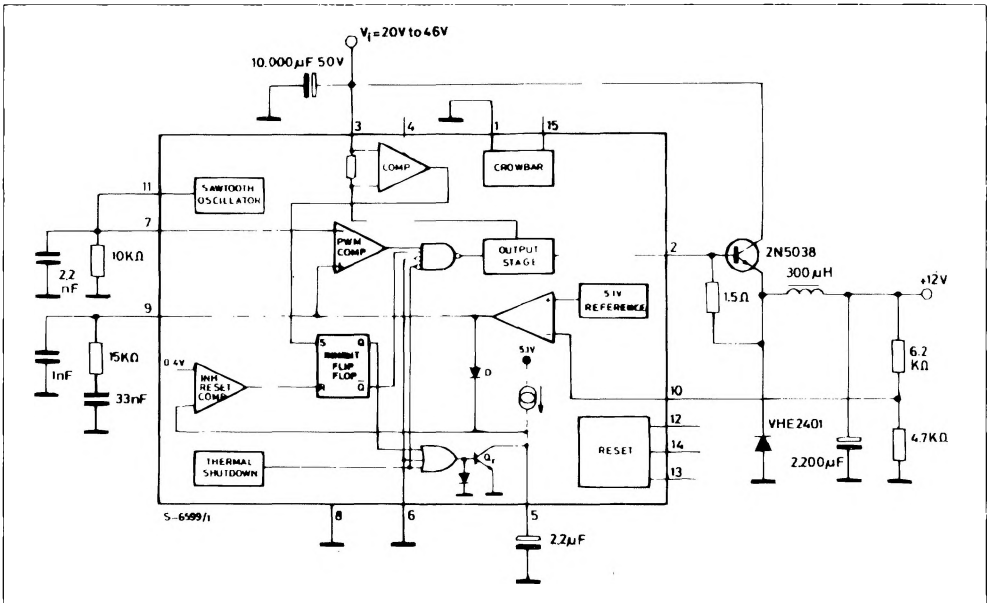 Vi=20V to 46V
10.000µF 50V
3
4
1
15
COMP
CROWBAR
11
SAWTOOTH
OSCILLATOR
7
PWM
COMP
OUTPUT
STAGE
2
2N5038
300µH
+12V
10KΩ
2,2
nF
1.5Ω
5.1V
REFERENCE
9
6.2
KΩ
15KΩ
1nF
33nF
0.4V
INH
RESET
COMP
S
Q
INHIBIT
FLIP
FLOP
R
Q
D
5.1V
10
12
14
13
RESET
VHE2401
4.7KΩ
2.200µF
THERMAL
SHUTDOWN
Qr
S-6599/1
8
6
5
2,2µF